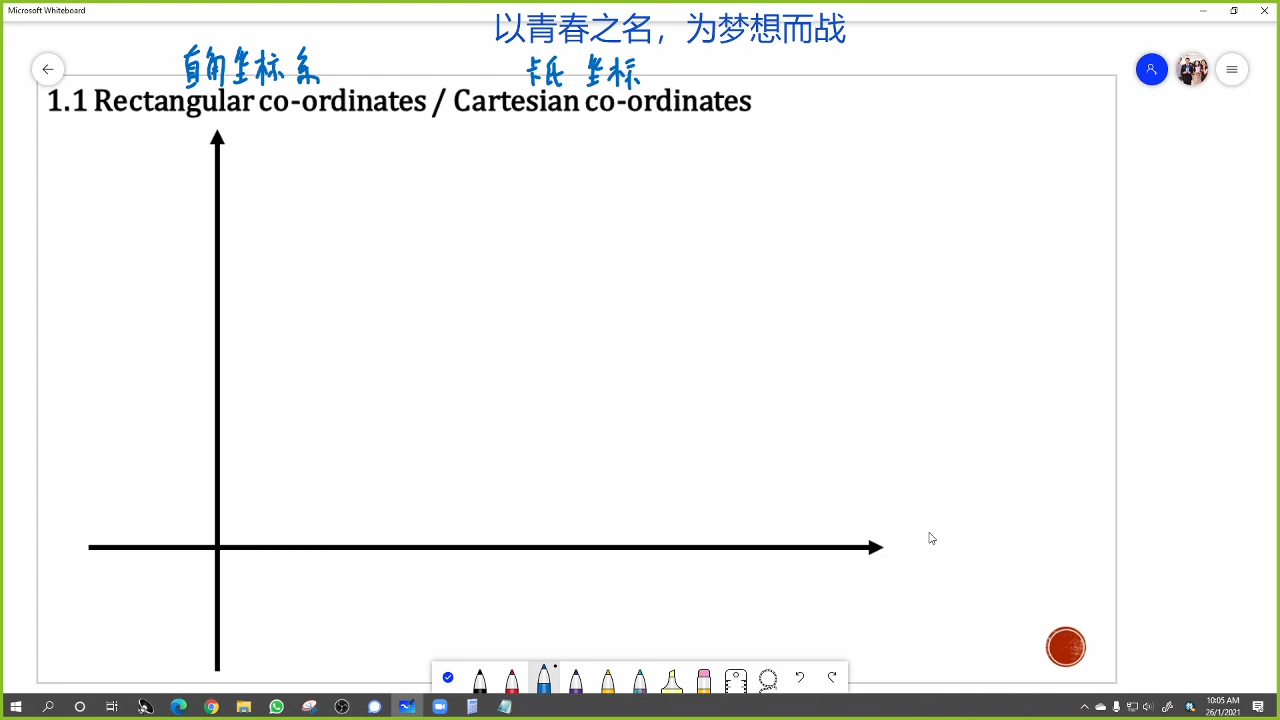 Microsoft Whiteboard
以青春之名，为梦想而战
直角坐标系 卡氏 坐标
1.1 Rectangular co-ordinates / Cartesian co-ordinates
10:05 AM
26/1/2021